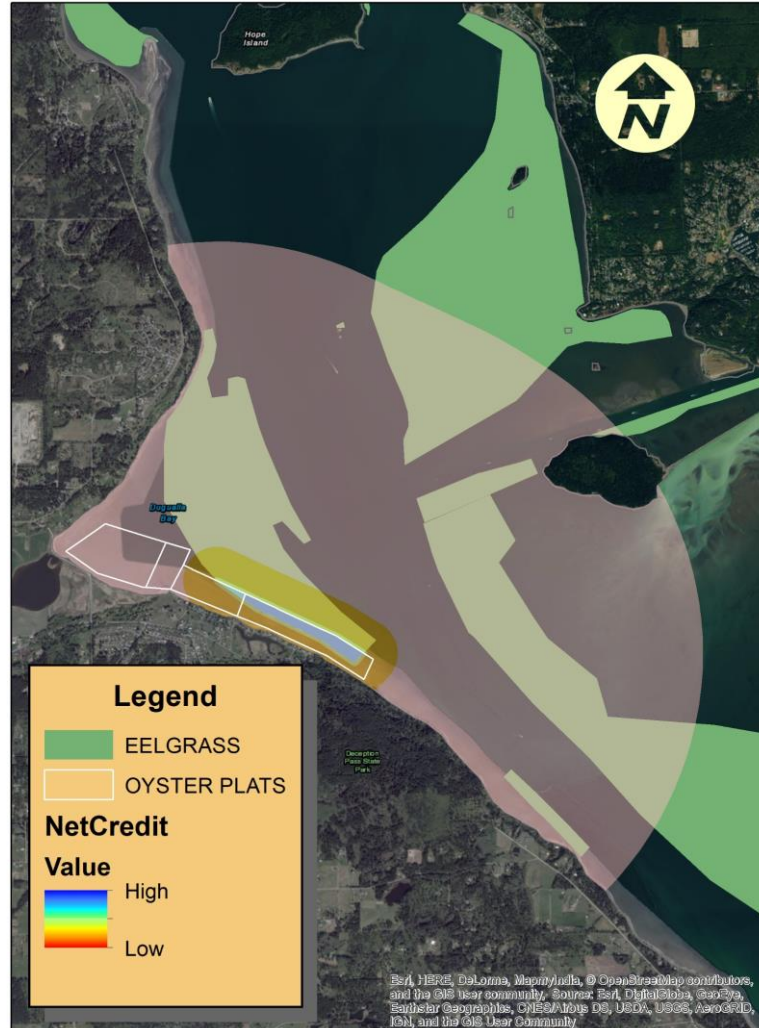 Hope
Island
N
Dugualla
Bay
Deception
Pass State
Park
Legend
EELGRASS
OYSTER PLATS
NetCredit
Value
High
Low
Esri, HERE, DeLorme, MapmyIndia, © OpenStreetMap contributors,
and the GIS user community, Source: Esri, DigitalGlobe, GeoEye,
Earthstar Geographics, CNES/Airbus DS, USDA, USGS, AeroGRID,
IGN, and the GIS User Community